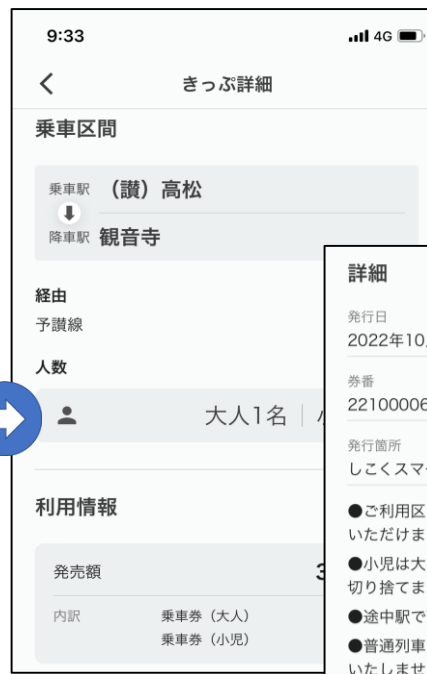 9:33
4G
きっぷ詳細
乗車区間
乗車駅 (讃) 高松
降車駅 観音寺
経由
予讃線
人数
大人1名
利用情報
発売額 3
内訳 乗車券（大人）
乗車券（小児）
詳細
発行日
2022年10
券番
22100006
発行箇所
しこくスマ
●ご利用区
いただけま
●小児は大
切り捨てま
●途中駅で
●普通列車
いたしませ